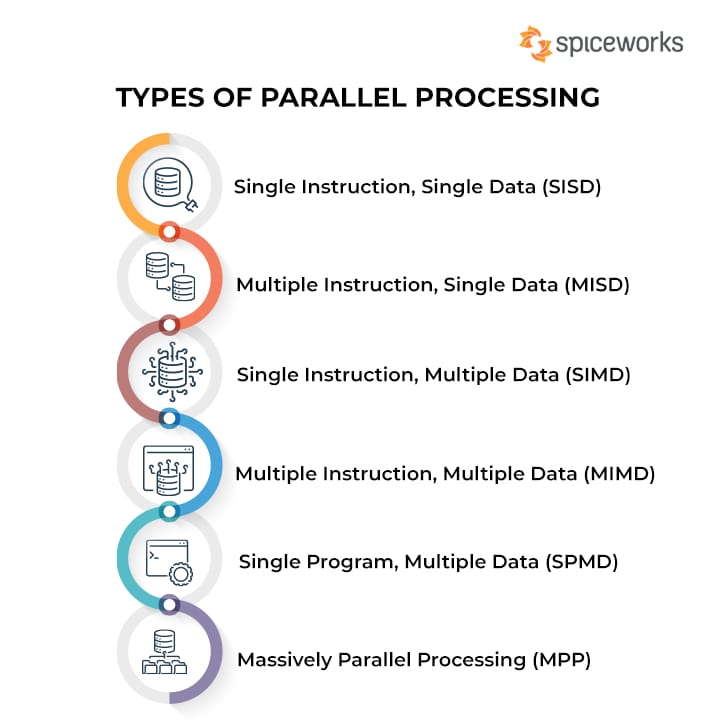 spiceworks
TYPES OF PARALLEL PROCESSING
Single Instruction, Single Data (SISD)
Multiple Instruction, Single Data (MISD)
Single Instruction, Multiple Data (SIMD)
Multiple Instruction, Multiple Data (MIMD)
>_
Single Program, Multiple Data (SPMD)
Massively Parallel Processing (MPP)